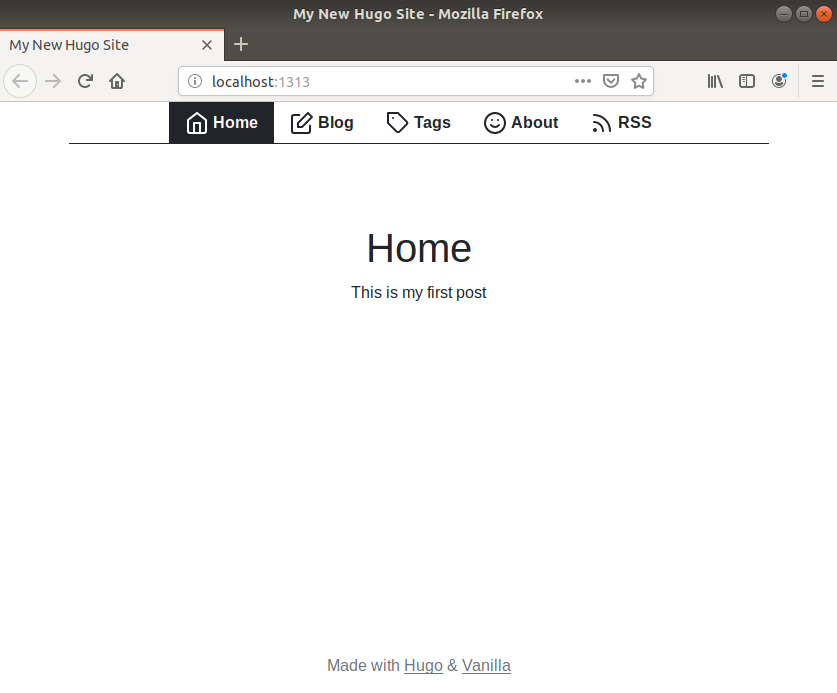 My New Hugo Site - Mozilla Firefox
My New Hugo Site
localhost:1313
Home Blog Tags About RSS
Home
This is my first post
Made with Hugo & Vanilla